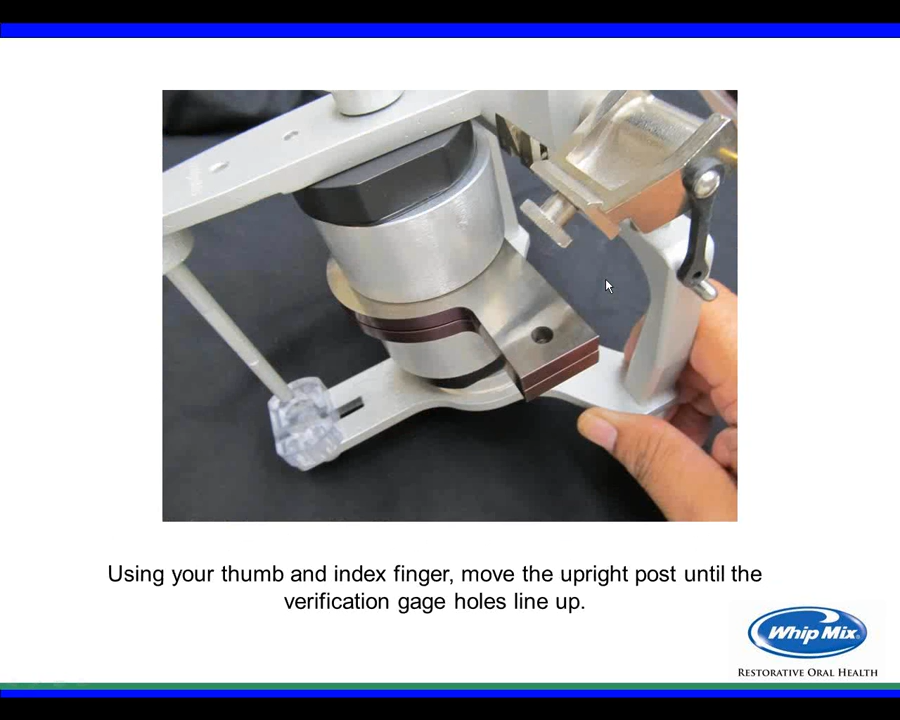 Using your thumb and index finger, move the upright post until the
verification gage holes line up.
Whip Mix®
RESTORATIVE ORAL HEALTH